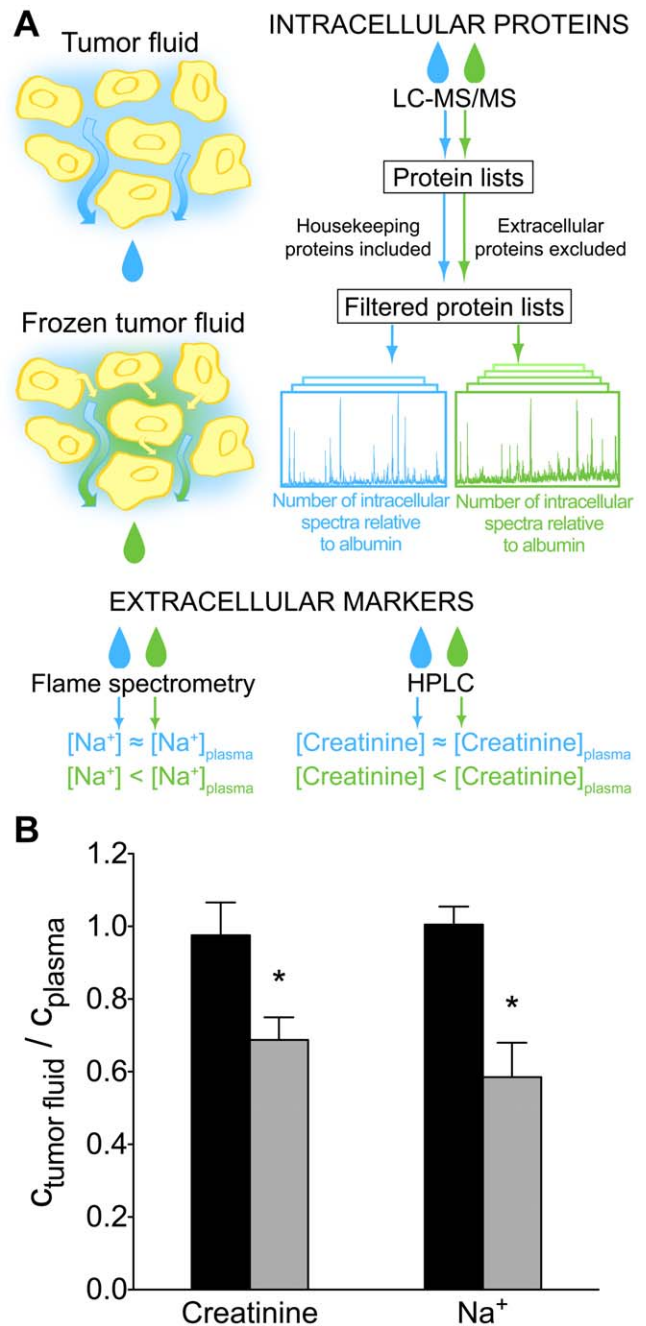 A
Tumor fluid
Frozen tumor fluid
INTRACELLULAR PROTEINS
LC-MS/MS
Protein lists
Housekeeping
proteins included
Extracellular
proteins excluded
Filtered protein lists
Number of intracellular
spectra relative
to albumin
Number of intracellular
spectra relative
to albumin
EXTRACELLULAR MARKERS
Flame spectrometry
[Na⁺] ≈ [Na⁺]plasma
[Na⁺] < [Na⁺]plasma
HPLC
[Creatinine] ≈ [Creatinine]plasma
[Creatinine] < [Creatinine]plasma
B
c tumor fluid / c plasma
1.2
1.0
0.8
0.6
0.4
0.2
0.0
*
*
Creatinine
Na⁺